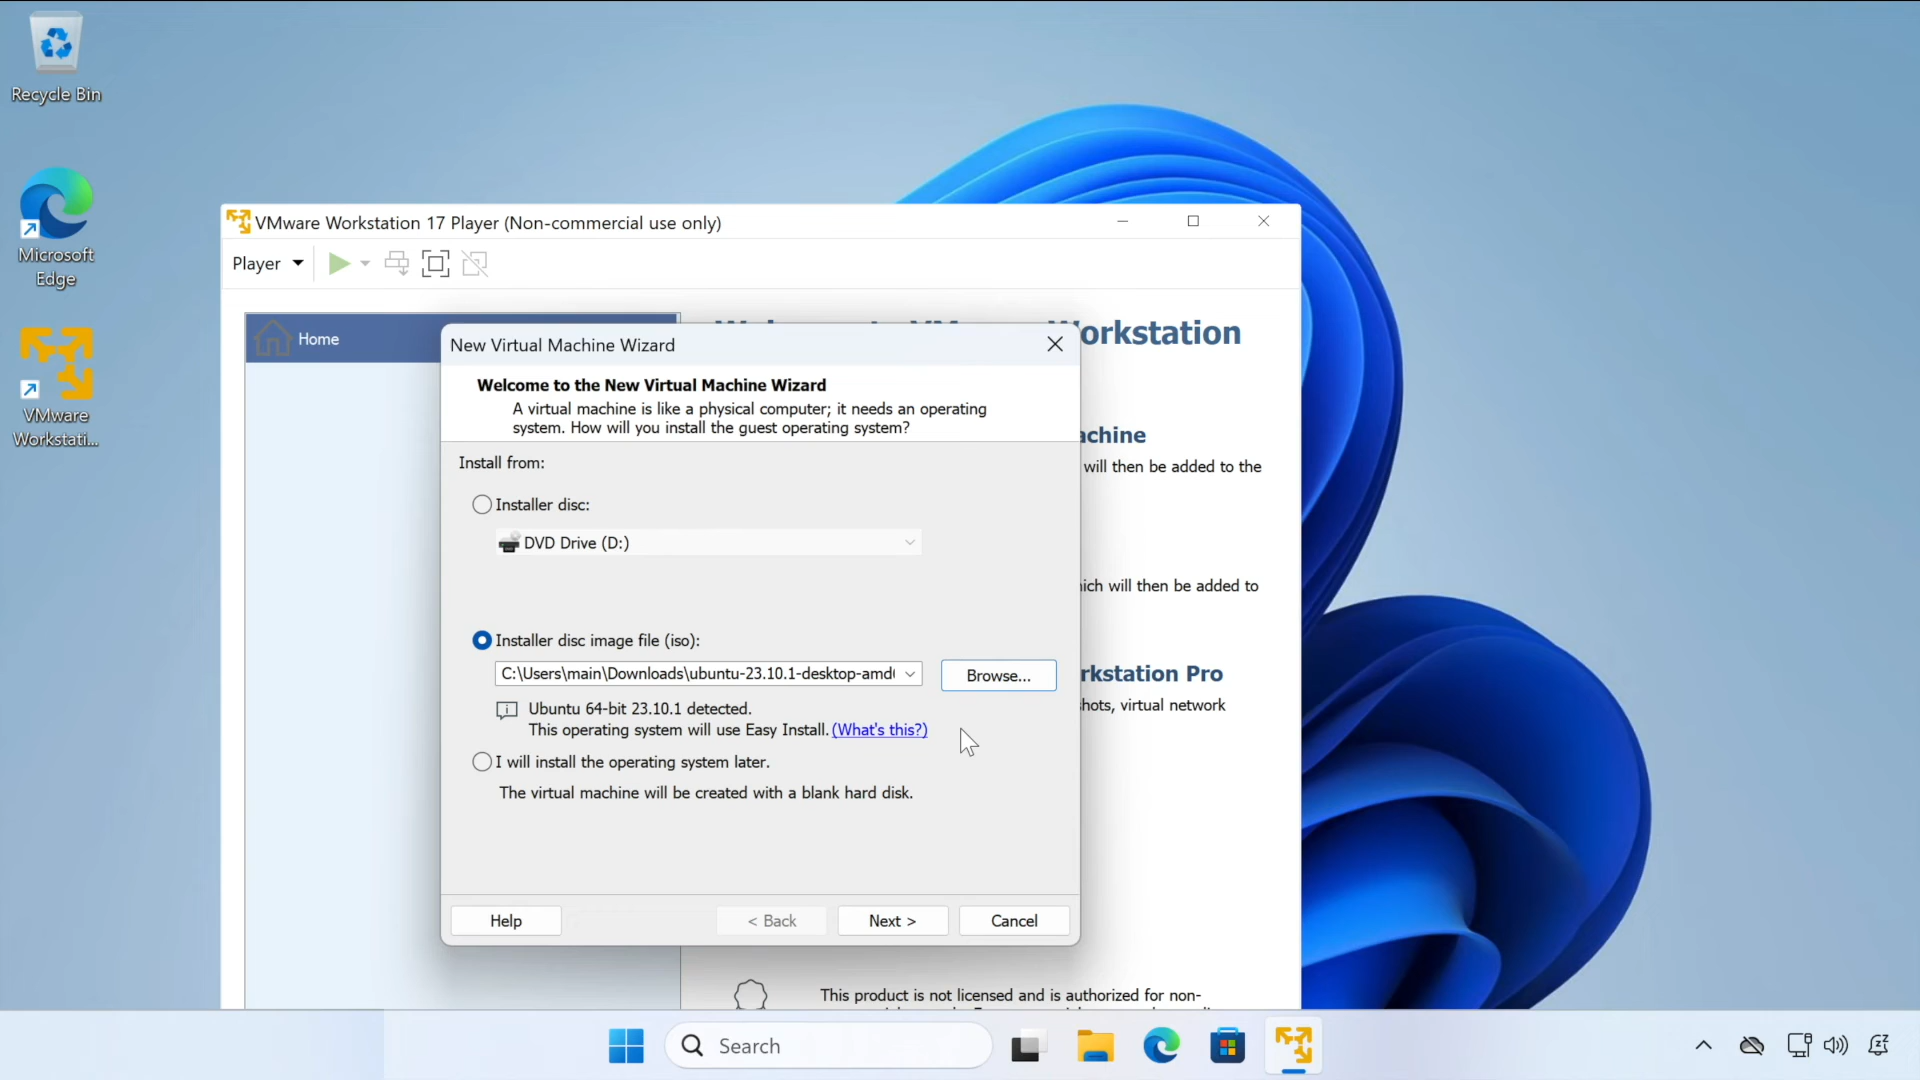 Recycle Bin
Microsoft
Edge
VMware
Workstati...
VMware Workstation 17 Player (Non-commercial use only)
Player
Home
orkstation
achine
will then be added to the
ich will then be added to
rkstation Pro
shots, virtual network
This product is not licensed and is authorized for non-
New Virtual Machine Wizard
Welcome to the New Virtual Machine Wizard
A virtual machine is like a physical computer; it needs an operating
system. How will you install the guest operating system?
Install from:
Installer disc:
DVD Drive (D:)
Installer disc image file (iso):
C:\Users\main\Downloads\ubuntu-23.10.1-desktop-amd
Browse...
Ubuntu 64-bit 23.10.1 detected.
This operating system will use Easy Install. (What's this?)
I will install the operating system later.
The virtual machine will be created with a blank hard disk.
Help
< Back
Next >
Cancel
Search